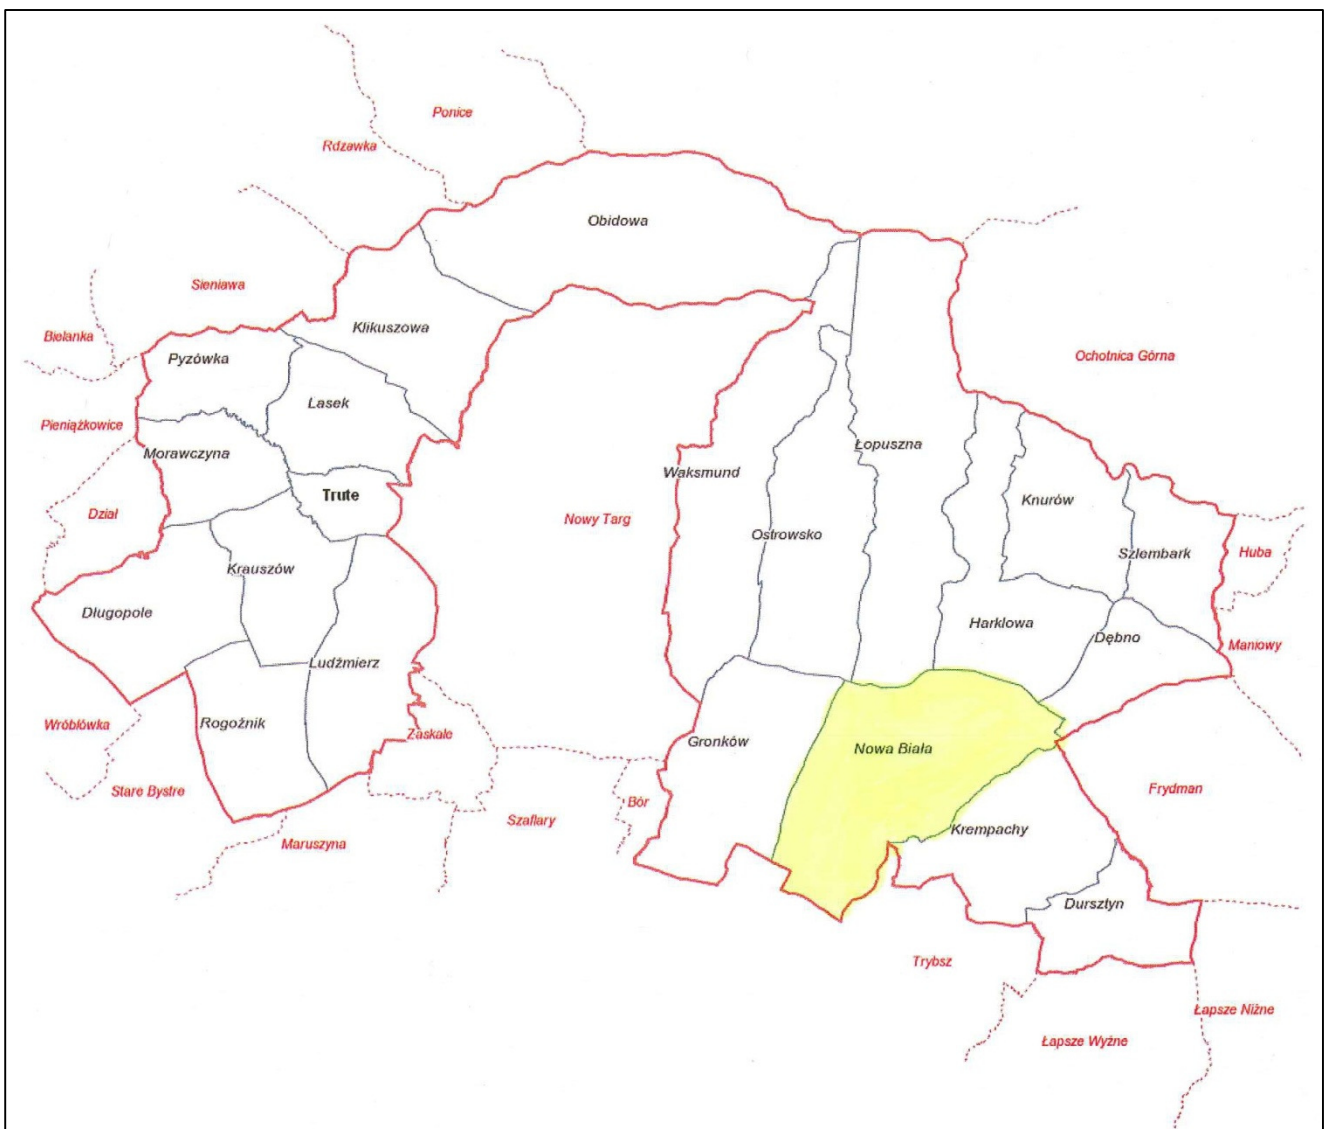 Ponice
Rdzawka
Obidowa
Sieniawa
Klikuszowa
Bielanka
Pyzówka
Ochotnica Górna
Lasek
Pieniążkowice
Morawczyna
Łopuszna
Waksmund
Trute
Knurów
Dział
Nowy Targ
Ostrowsko
Szlembark
Huba
Krauszów
Długopole
Harklowa
Dębno
Maniowy
Ludźmierz
Rogoźnik
Wróblówka
Zaskale
Gronków
Nowa Biała
Stare Bystre
Frydman
Bór
Szaflary
Krempachy
Maruszyna
Dursztyn
Trybsz
Łapsze Niżne
Łapsze Wyżne